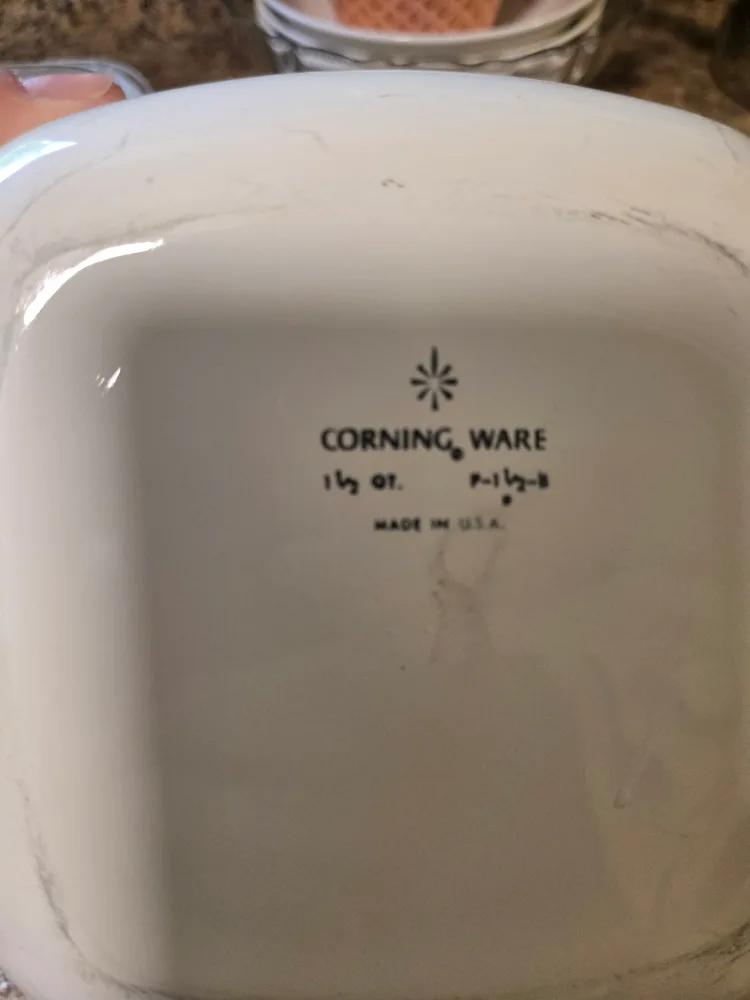 CORNING® WARE
1½ QT. P-1½-B
MADE IN U.S.A.